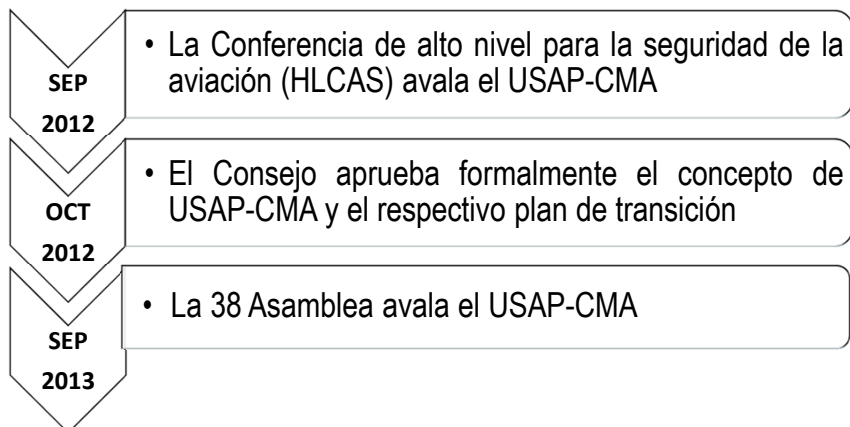 SEP
2012
• La Conferencia de alto nivel para la seguridad de la
aviación (HLCAS) avala el USAP-CMA
OCT
2012
• El Consejo aprueba formalmente el concepto de
USAP-CMA y el respectivo plan de transición
SEP
2013
• La 38 Asamblea avala el USAP-CMA